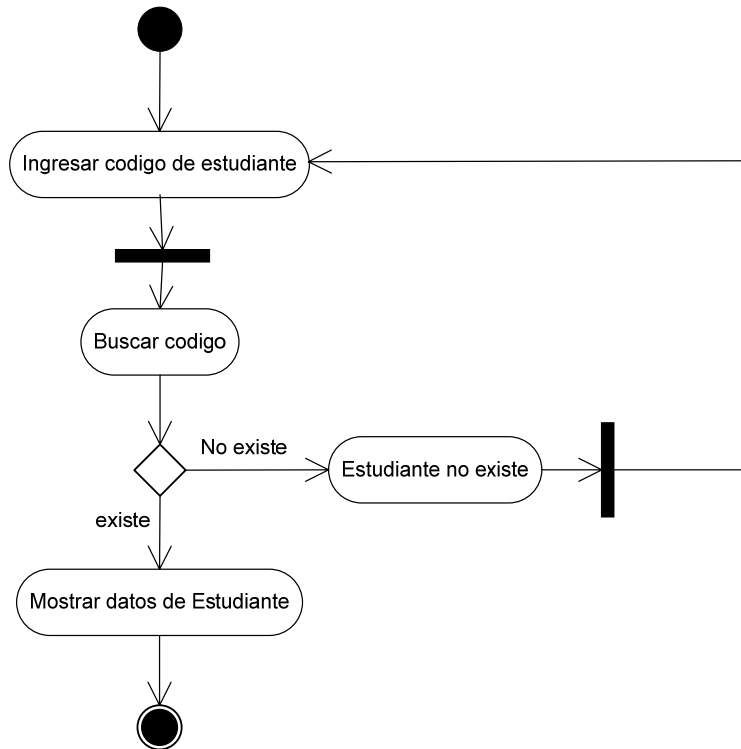 Ingresar codigo de estudiante
Buscar codigo
No existe
Estudiante no existe
existe
Mostrar datos de Estudiante